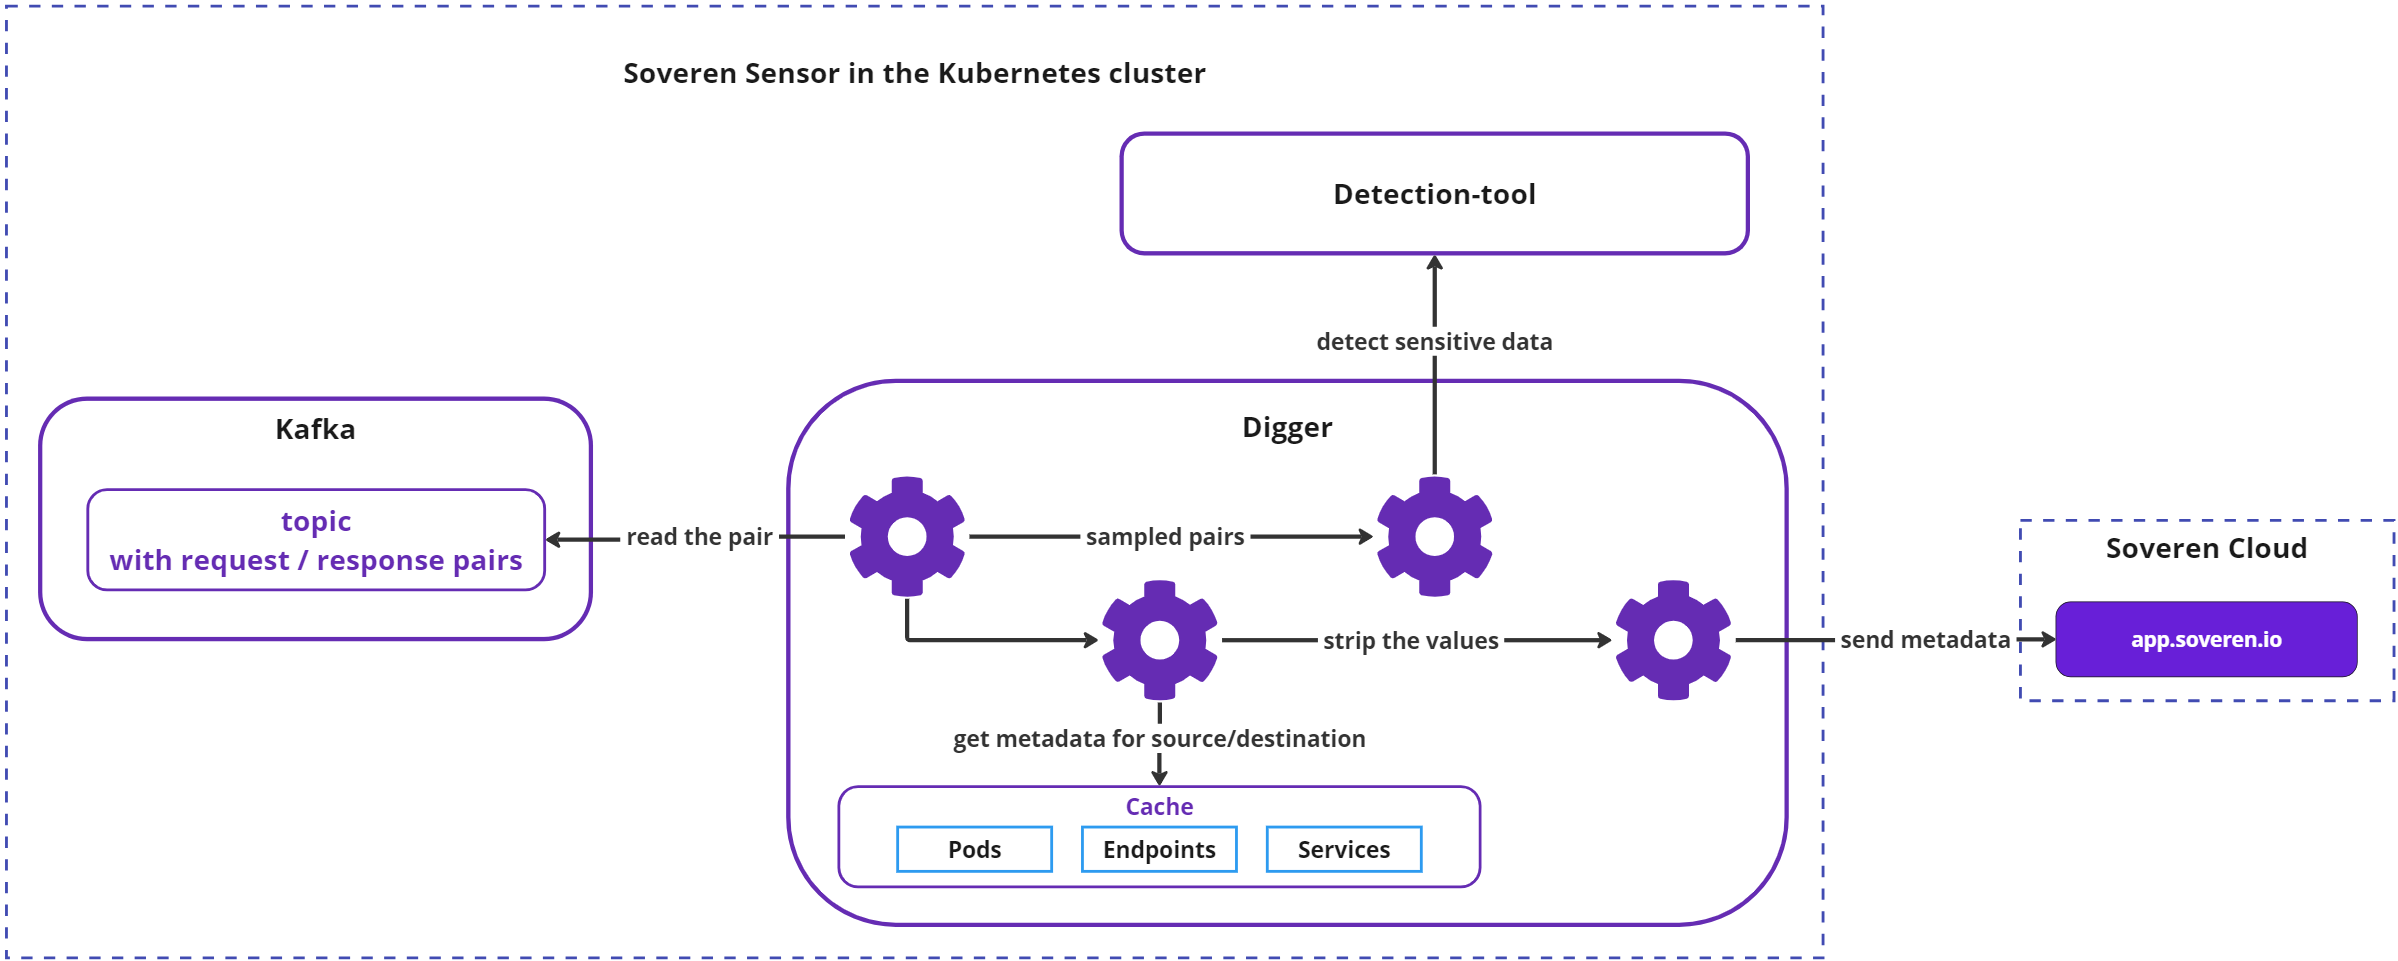 Soveren Sensor in the Kubernetes cluster
Detection-tool
detect sensitive data
Kafka
topic
with request / response pairs
read the pair
Digger
sampled pairs
strip the values
send metadata
get metadata for source/destination
Cache
Pods
Endpoints
Services
Soveren Cloud
app.soveren.io